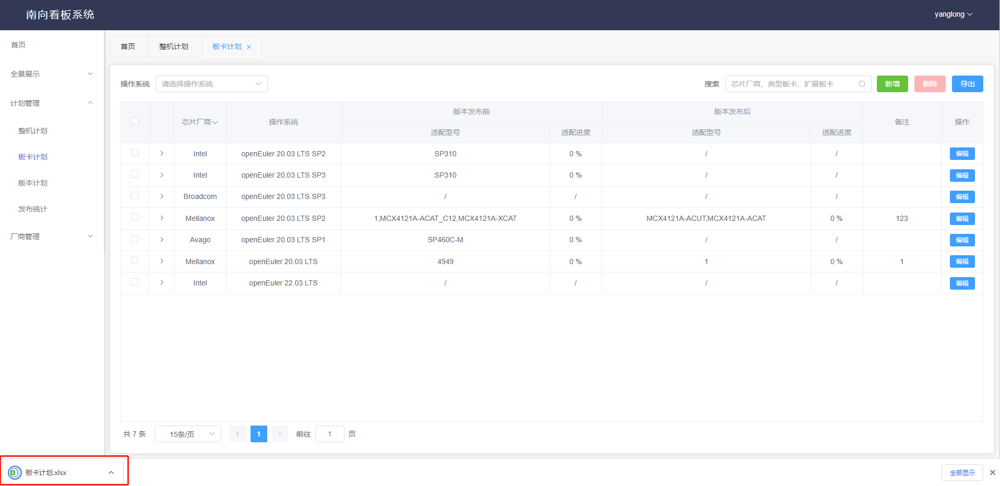 南向看板系统
yanglong
首页
全景展示
计划管理
整机计划
板卡计划
版本计划
发布统计
厂商管理
首页 整机计划 板卡计划
操作系统 请选择操作系统 搜索 芯片厂商、典型板卡、扩展板卡 新增 删除 导出
芯片厂商 操作系统 版本发布前 版本发布后 备注 操作
适配型号 适配进度 适配型号 适配进度
Intel openEuler 20.03 LTS SP2 SP310 0 % / / 编辑
Intel openEuler 20.03 LTS SP3 SP310 0 % / / 编辑
Broadcom openEuler 20.03 LTS SP3 / / / / 编辑
Mellanox openEuler 20.03 LTS SP2 1,MCX4121A-ACAT_C12,MCX4121A-XCAT 0 % MCX4121A-ACUT,MCX4121A-ACAT 0 % 123 编辑
Avago openEuler 20.03 LTS SP1 SP460C-M 0 % / / 编辑
Mellanox openEuler 20.03 LTS 4949 0 % 1 0 % 1 编辑
Intel openEuler 22.03 LTS / / / / 编辑
共 7 条 15条/页 1 前往 1 页
板卡计划.xlsx 全部显示